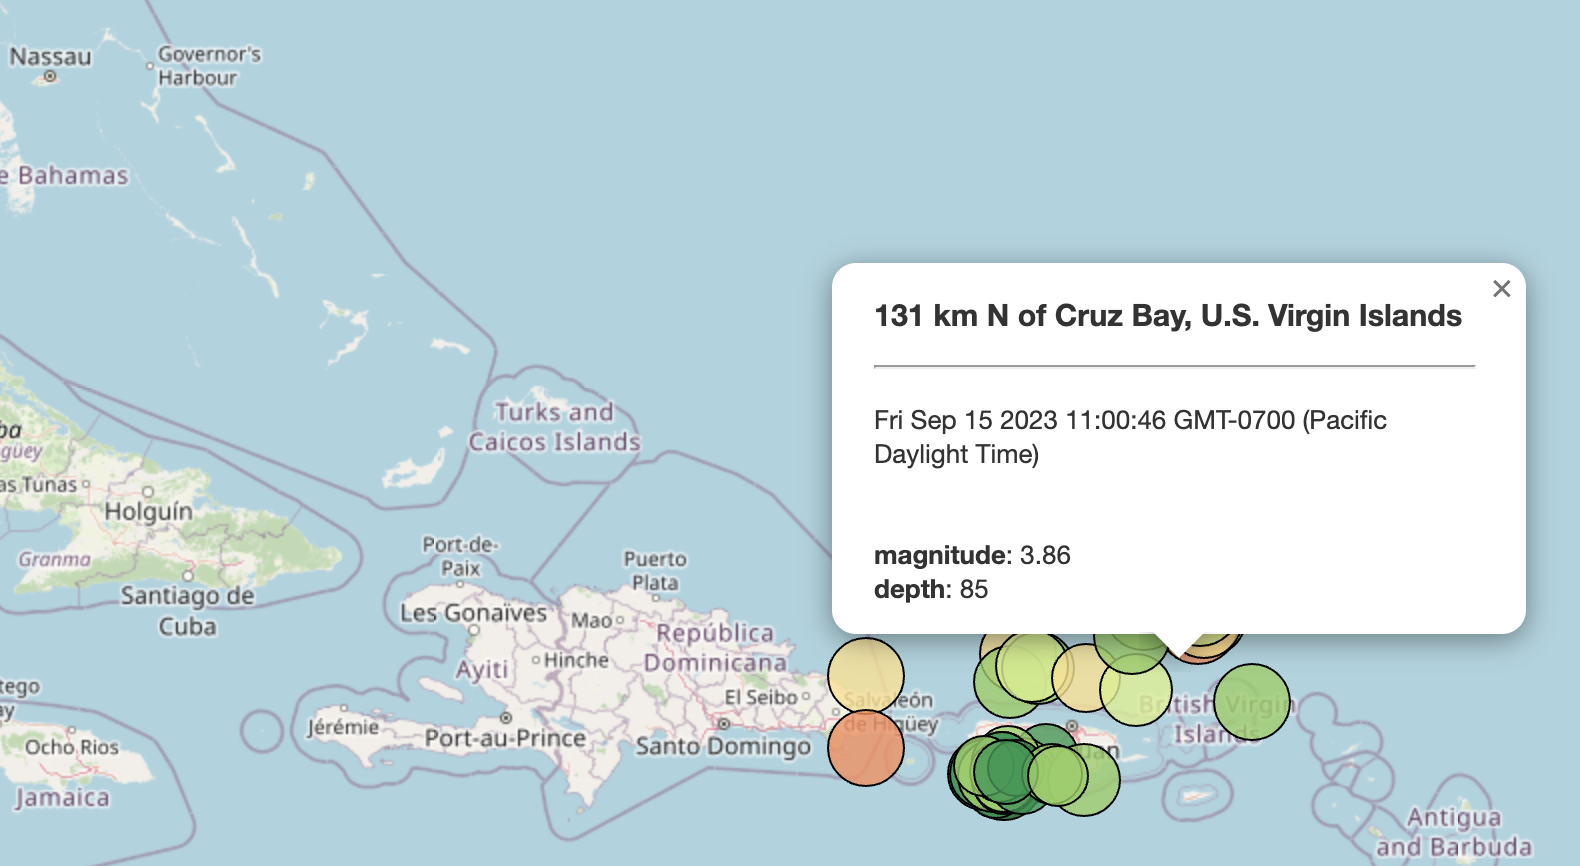 Nassau
Governor's
Harbour
e Bahamas
131 km N of Cruz Bay, U.S. Virgin Islands
×
Fri Sep 15 2023 11:00:46 GMT-0700 (Pacific
Daylight Time)
magnitude: 3.86
depth: 85
Turks and
Caicos Islands
ba
güey
as Tunas
Holguín
Granma
Santiago de
Cuba
Port-de-
Paix
Puerto
Plata
Les Gonaïves
Mao
República
Dominicana
Hinche
Ayiti
El Seibo
Salvaleón
de Higüey
British Virgin
Islands
tego
ay
Jérémie
Port-au-Prince
Santo Domingo
uan
Ocho Rios
Jamaica
Antigua
and Barbuda